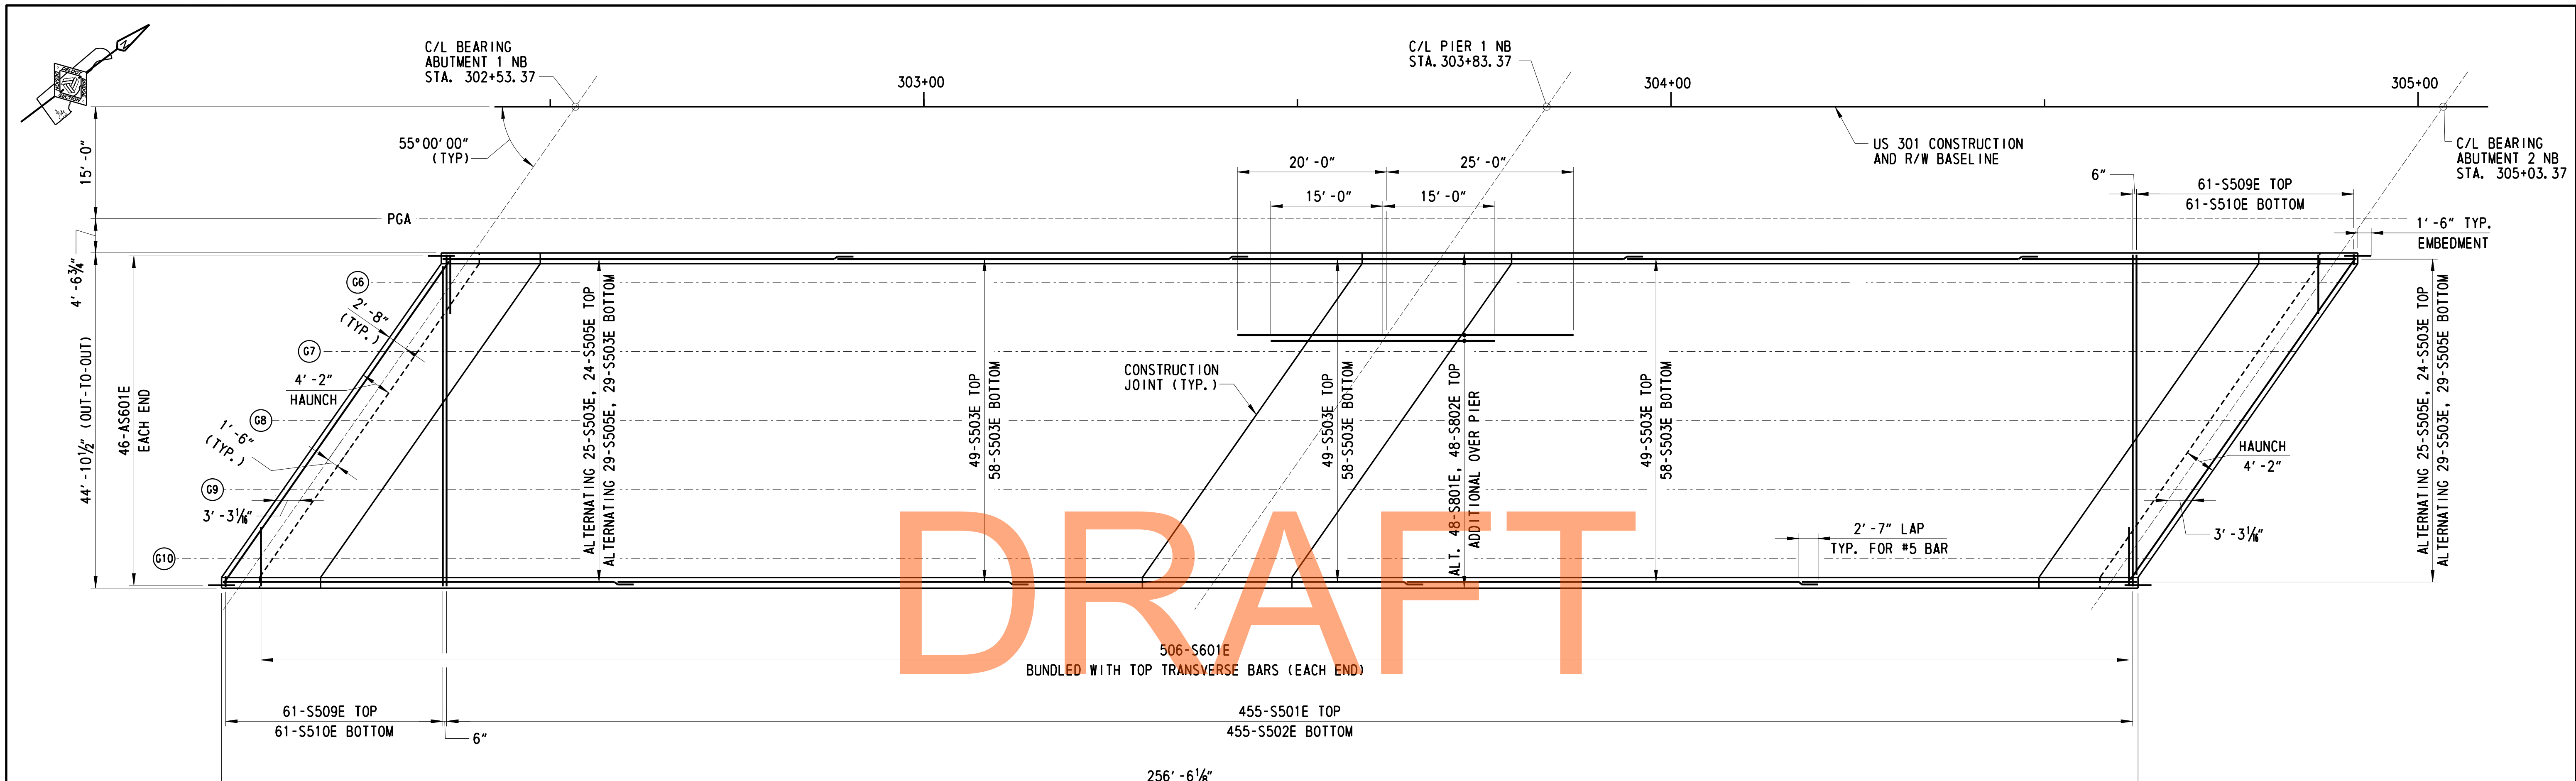 C/L BEARING
ABUTMENT 1 NB
STA. 302+53.37
303+00
C/L PIER 1 NB
STA. 303+83.37
304+00
305+00
55°00'00"
(TYP)
15'-0"
PGA
4'-6¾"
US 301 CONSTRUCTION
AND R/W BASELINE
C/L BEARING
ABUTMENT 2 NB
STA. 305+03.37
20'-0"
25'-0"
15'-0"
15'-0"
6"
61-S509E TOP
61-S510E BOTTOM
1'-6" TYP.
EMBEDMENT
44'-10½" (OUT-TO-OUT)
46-AS601E
EACH END
G6
G7
G8
G9
G10
2'-8"
(TYP.)
4'-2"
HAUNCH
1'-6"
(TYP.)
3'-3⅟₁₆"
ALTERNATING 25-S503E, 24-S505E TOP
ALTERNATING 29-S505E, 29-S503E BOTTOM
49-S503E TOP
58-S503E BOTTOM
CONSTRUCTION
JOINT (TYP.)
49-S503E TOP
58-S503E BOTTOM
ALT. 48-S801E, 48-S802E TOP
ADDITIONAL OVER PIER
49-S503E TOP
58-S503E BOTTOM
2'-7" LAP
TYP. FOR #5 BAR
HAUNCH
4'-2"
3'-3⅟₁₆"
ALTERNATING 25-S505E, 24-S503E TOP
ALTERNATING 29-S503E, 29-S505E BOTTOM
DRAFT
506-S601E
BUNDLED WITH TOP TRANSVERSE BARS (EACH END)
61-S509E TOP
61-S510E BOTTOM
6"
455-S501E TOP
455-S502E BOTTOM
256'-6⅛"